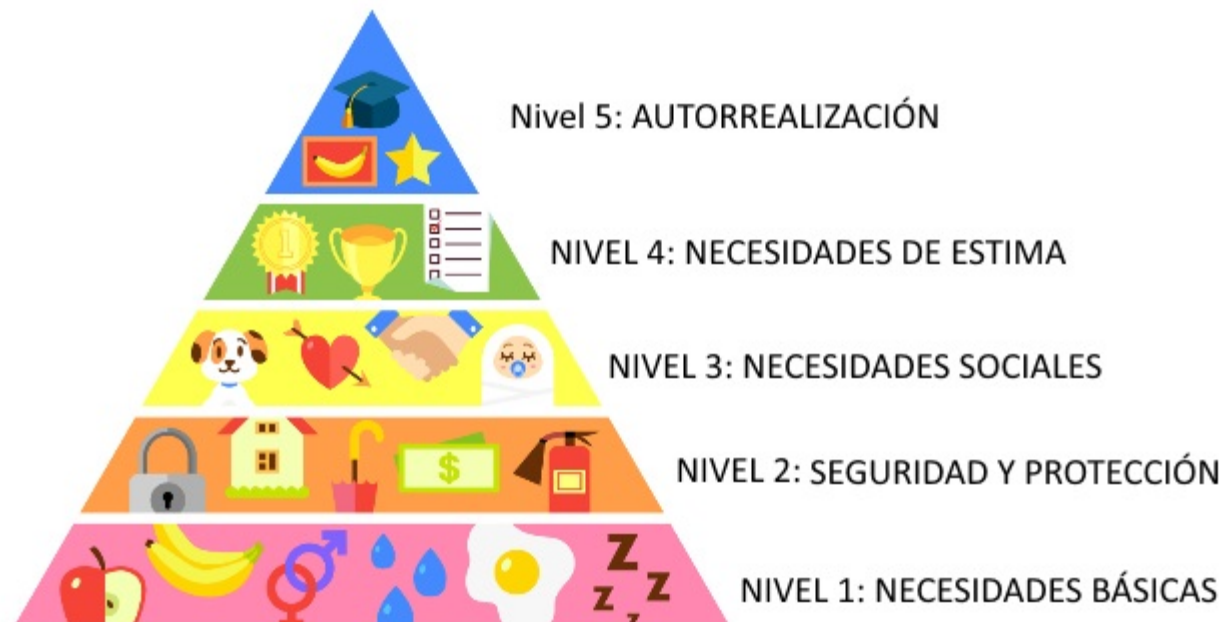 Nivel 5: AUTORREALIZACIÓN
1
NIVEL 4: NECESIDADES DE ESTIMA
NIVEL 3: NECESIDADES SOCIALES
$
NIVEL 2: SEGURIDAD Y PROTECCIÓN
Z
Z
Z
Z
NIVEL 1: NECESIDADES BÁSICAS